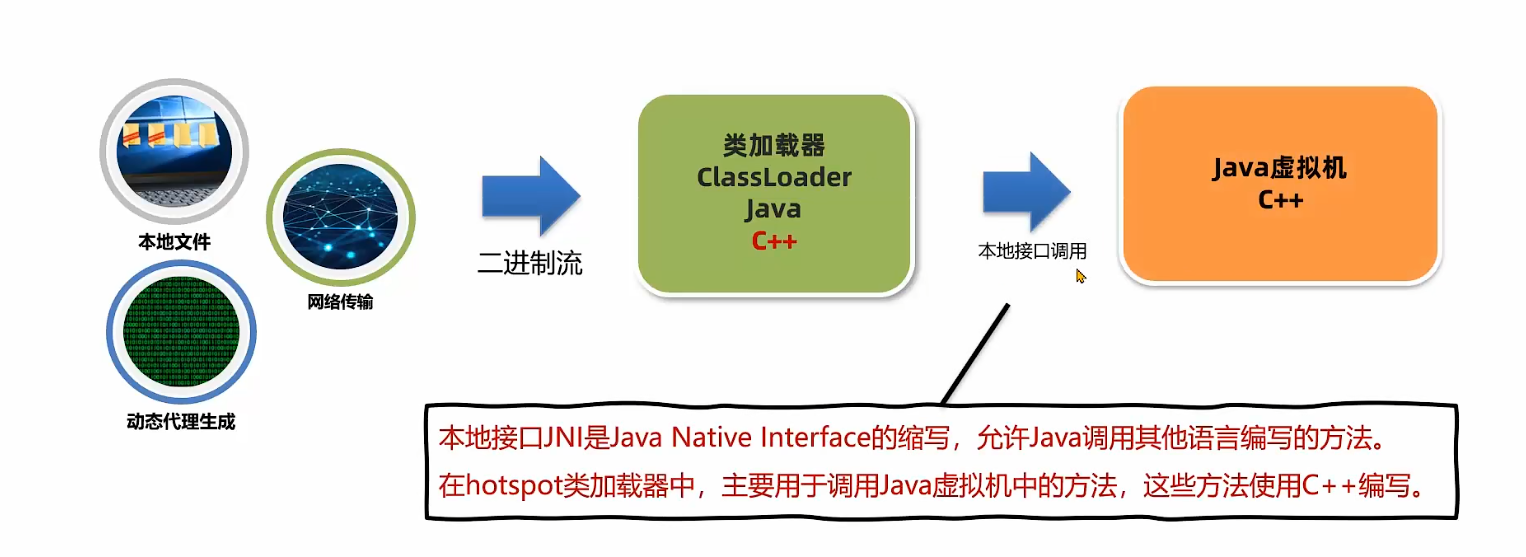 本地文件
网络传输
动态代理生成
二进制流
类加载器
ClassLoader
Java
C++
本地接口调用
Java虚拟机
C++
本地接口JNI是Java Native Interface的缩写，允许Java调用其他语言编写的方法。
在hotspot类加载器中，主要用于调用Java虚拟机中的方法，这些方法使用C++编写。